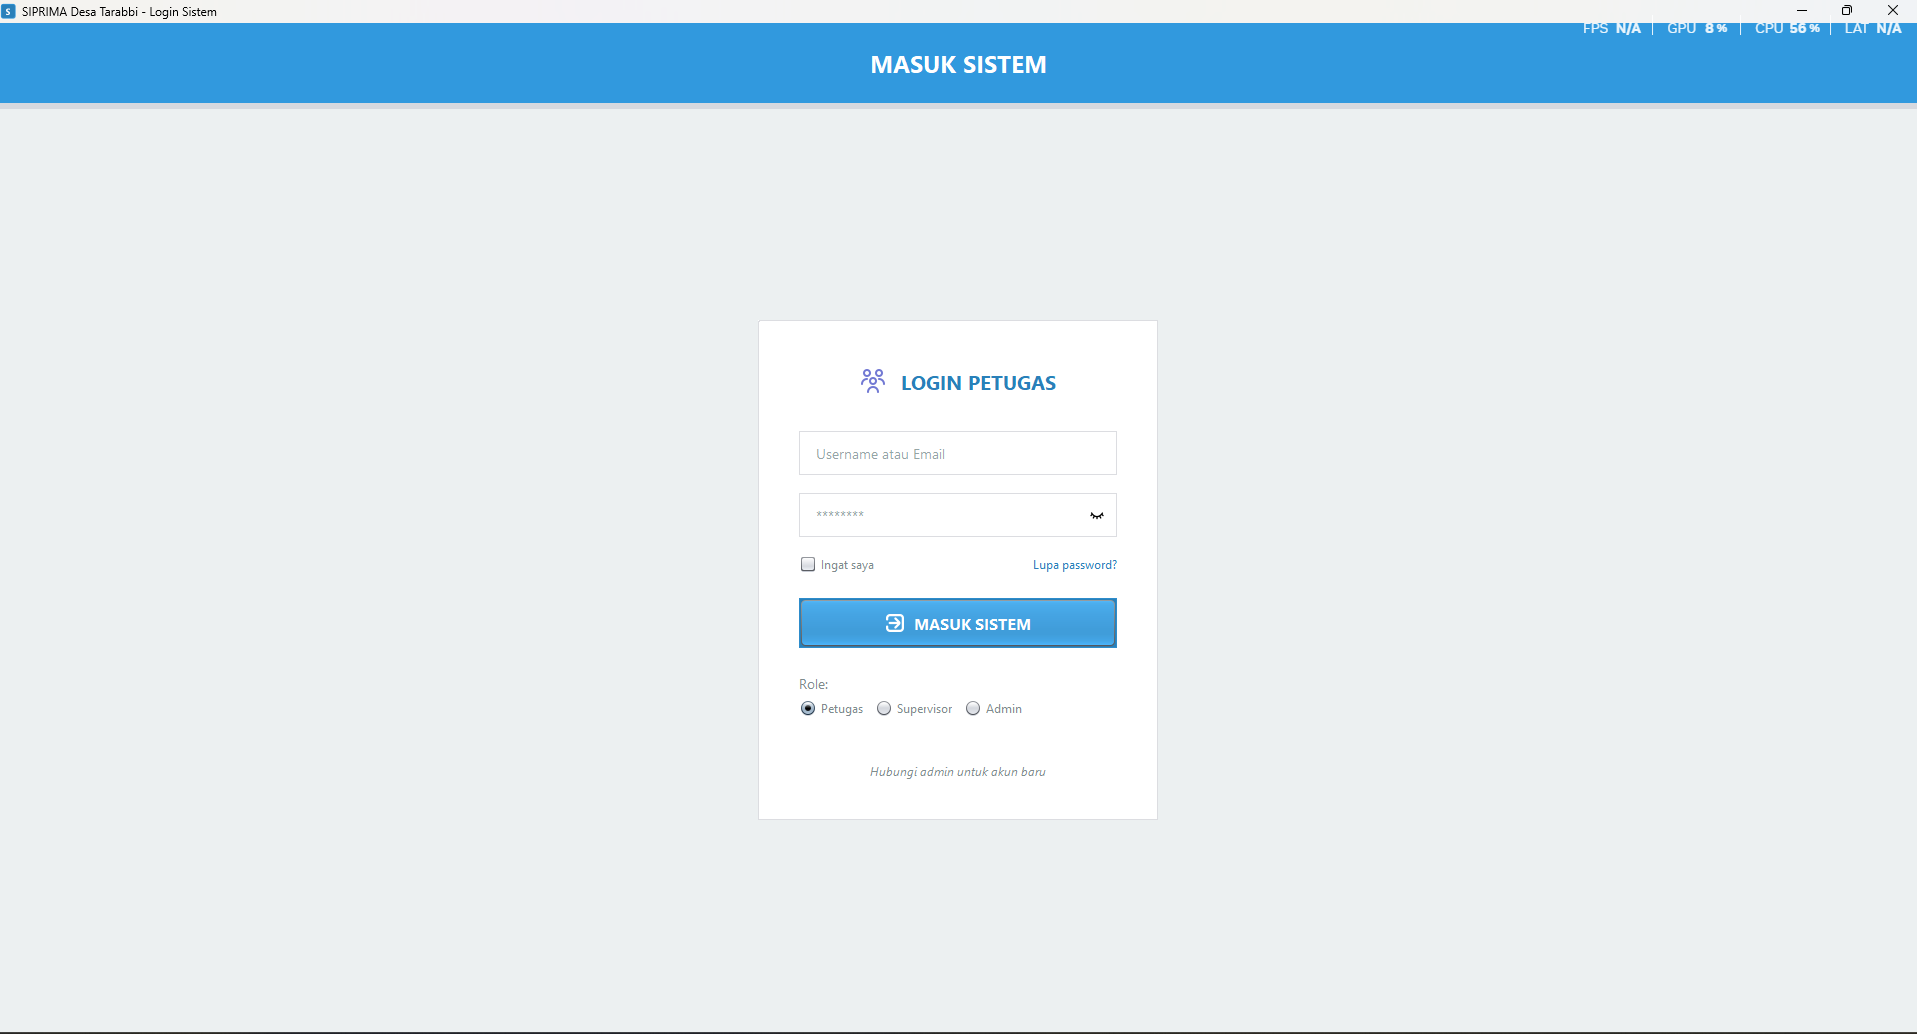 SIPRIMA Desa Tarabbi - Login Sistem
FPS N/A | GPU 8% | CPU 56% | LAT N/A
MASUK SISTEM
LOGIN PETUGAS
Username atau Email
********
Ingat saya Lupa password?
MASUK SISTEM
Role:
Petugas Supervisor Admin
Hubungi admin untuk akun baru